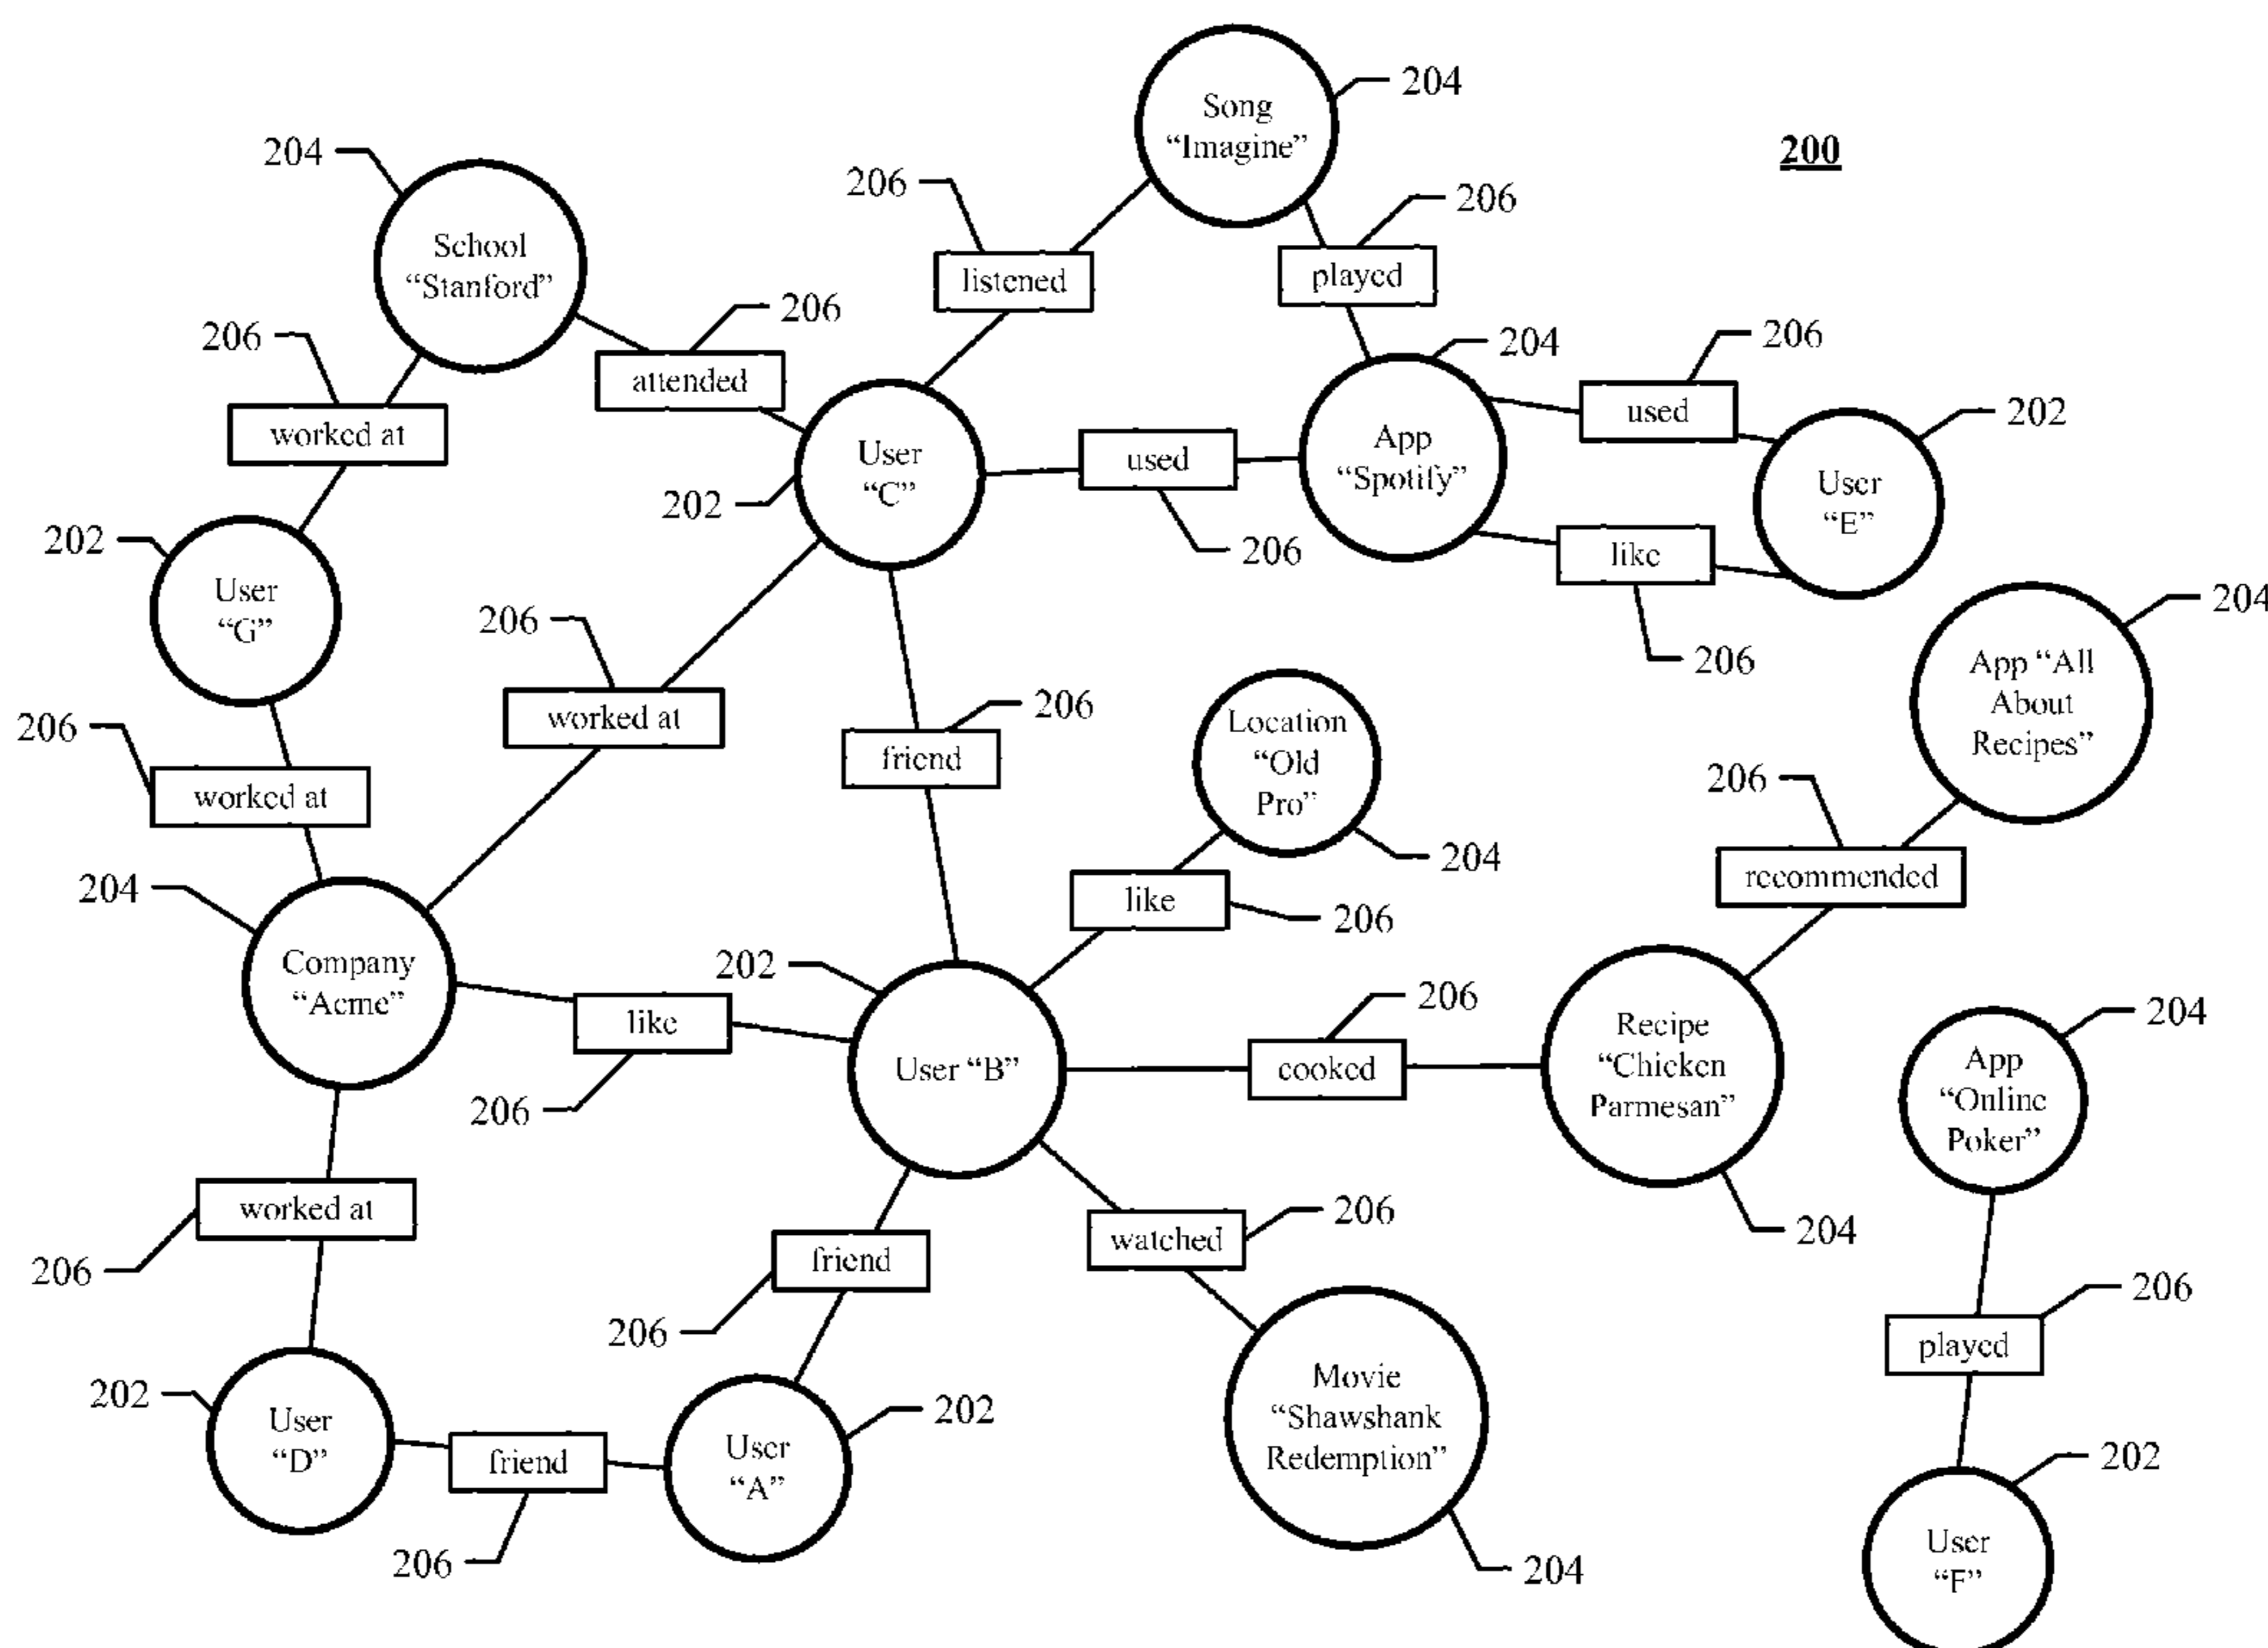 204
Song
“Imagine”
200
204
206
206
School
“Stanford”
listened
played
206
206
206
204
attended
used
202
worked at
User
“C”
used
App
“Spotify”
User
“E”
202
202
206
like
204
User
“G”
206
206
App “All
About
Recipes”
206
worked at
206
friend
Location
“Old
Pro”
206
worked at
204
recommended
204
like
206
Company
“Acme”
202
206
204
like
User “B”
cooked
Recipe
“Chicken
Parmesan”
App
“Online
Poker”
206
worked at
206
watched
204
206
friend
206
206
played
202
User
“D”
202
User
“A”
Movie
“Shawshank
Redemption”
202
friend
206
204
User
“F”